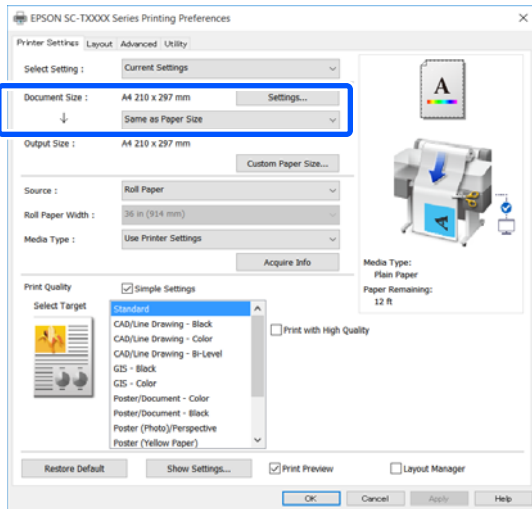 EPSON SC-TXXXX Series Printing Preferences
Printer Settings Layout Advanced Utility
Select Setting : Current Settings
Document Size : A4 210 x 297 mm Settings...
↓ Same as Paper Size
Output Size : A4 210 x 297 mm
Custom Paper Size...
Source : Roll Paper
Roll Paper Width : 36 in (914 mm)
Media Type : Use Printer Settings
Acquire Info
A
Media Type:
Plain Paper
Paper Remaining:
12 ft
Print Quality Simple Settings
Select Target
Standard
CAD/Line Drawing - Black
CAD/Line Drawing - Color
CAD/Line Drawing - Bi-Level
GIS - Black
GIS - Color
Poster/Document - Color
Poster/Document - Black
Poster (Photo)/Perspective
Poster (Yellow Paper)
Print with High Quality
Restore Default Show Settings... Print Preview Layout Manager
OK Cancel Apply Help